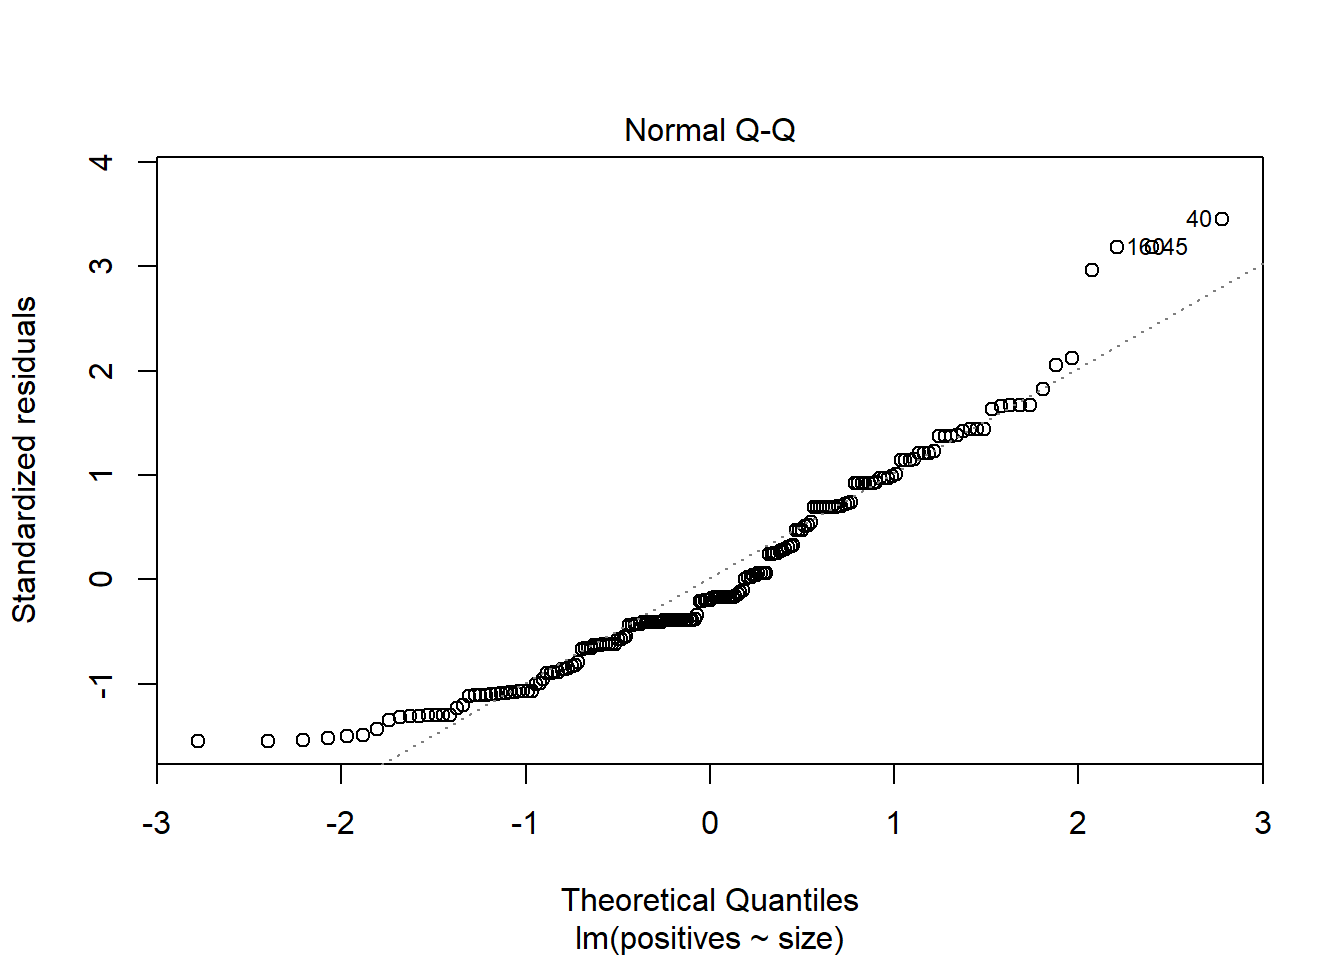 Normal Q-Q
Standardized residuals
4
3
2
1
0
-1
40
160
45
-3 -2 -1 0 1 2 3
Theoretical Quantiles
lm(positives ~ size)